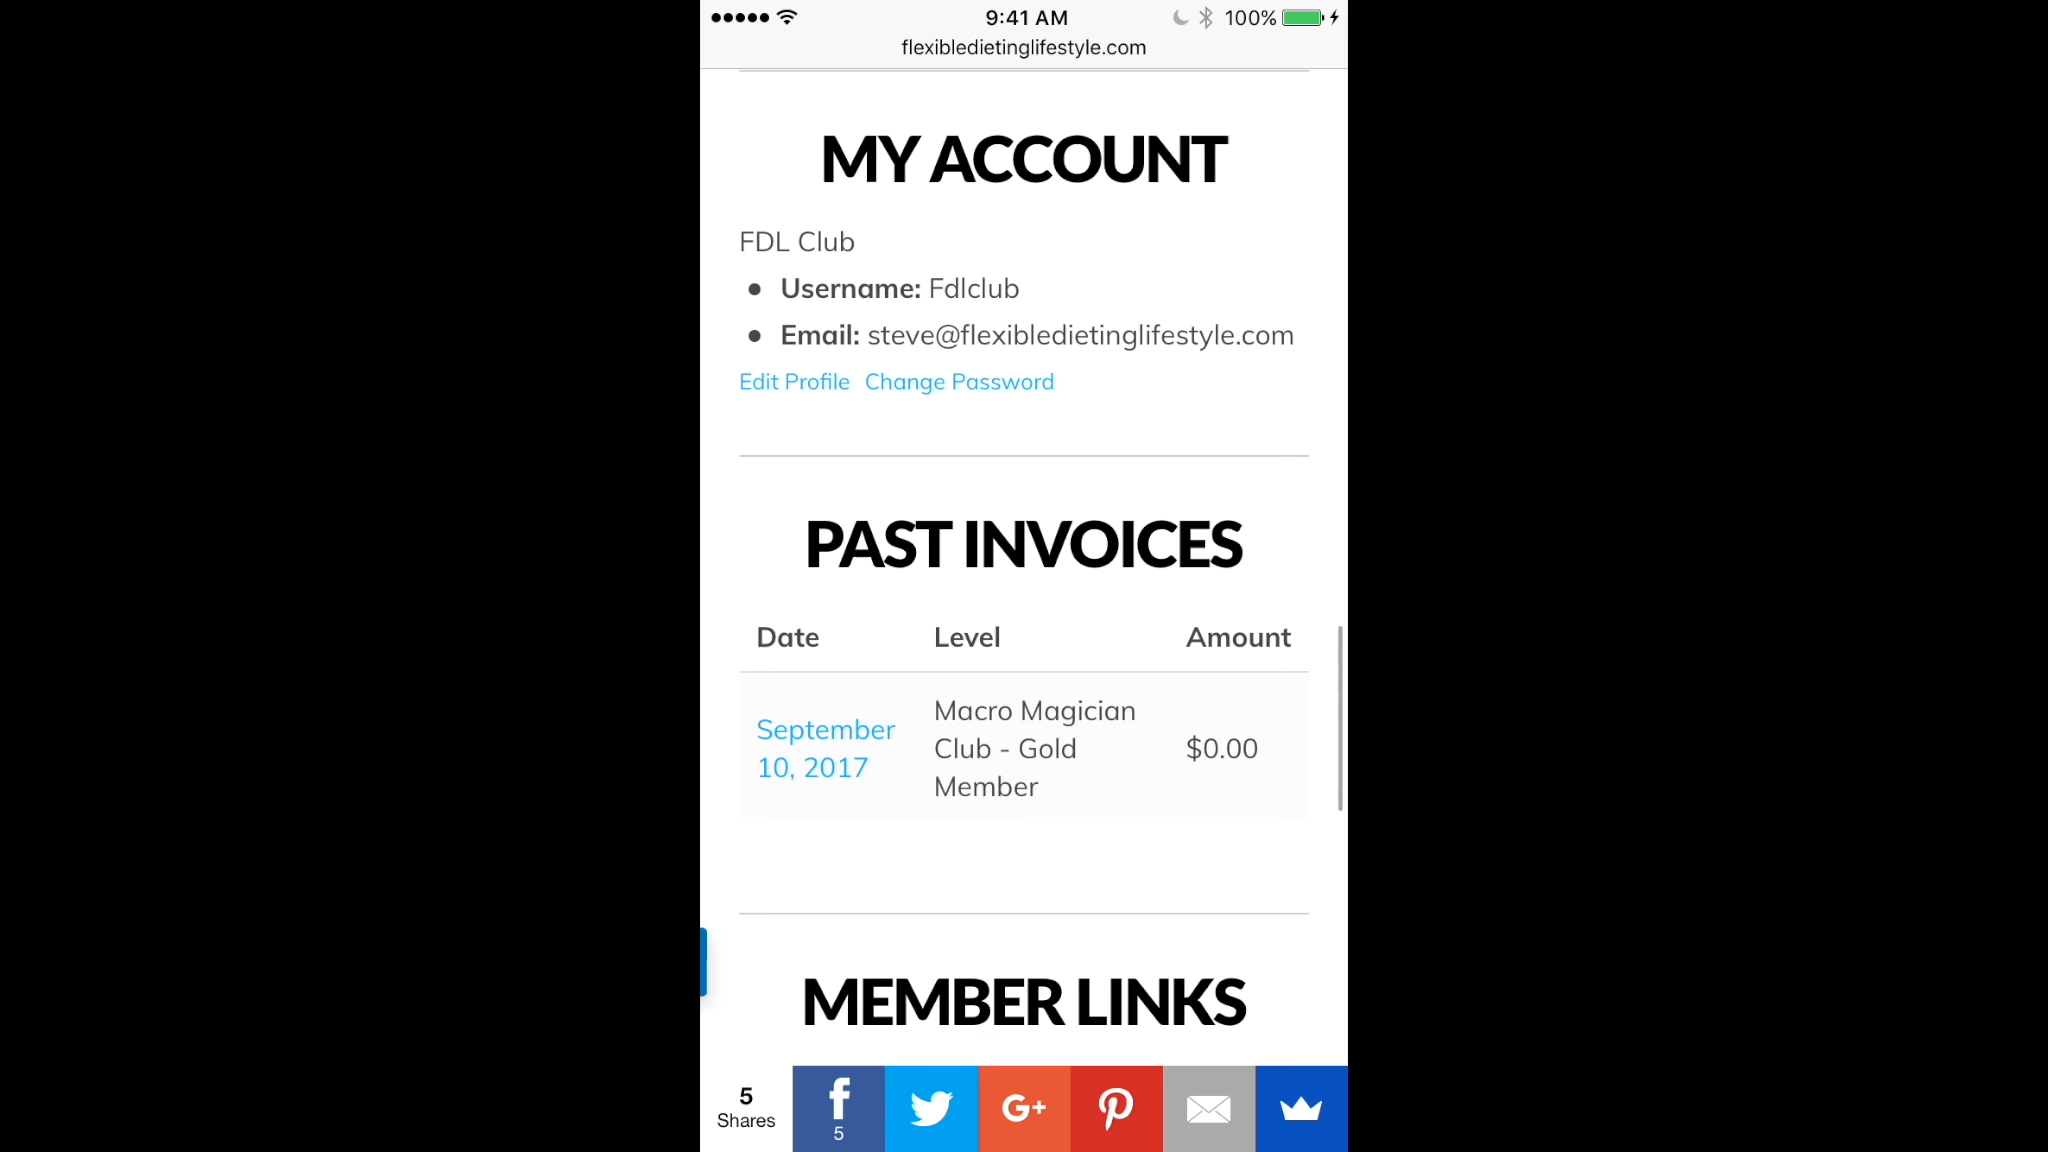 9:41 AM
100%
flexibledietinglifestyle.com
MY ACCOUNT
FDL Club
Username: Fdlclub
Email: steve@flexibledietinglifestyle.com
Edit Profile Change Password
PAST INVOICES
Date Level Amount
September
10, 2017
Macro Magician
Club - Gold
Member
$0.00
MEMBER LINKS
5
Shares
f
5
G+